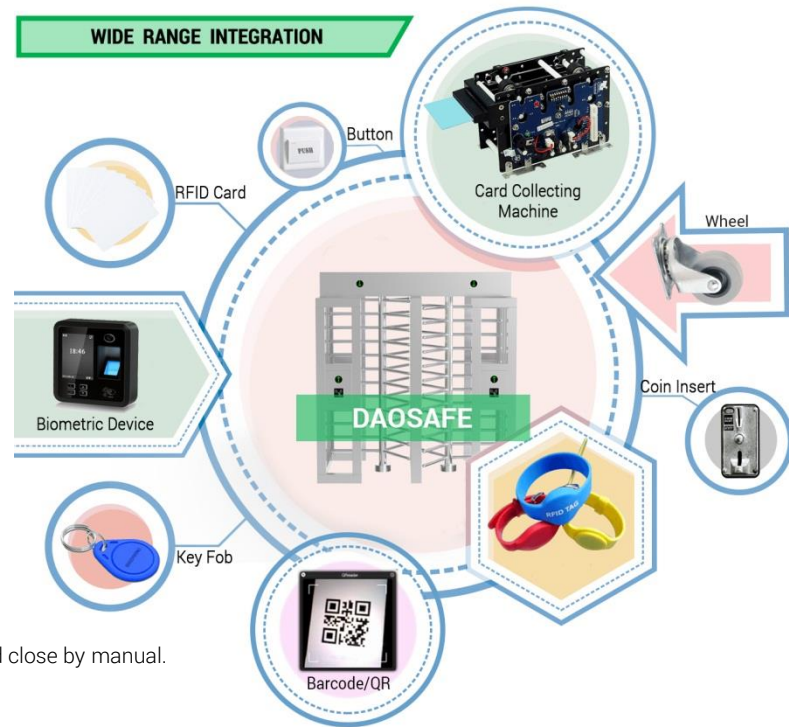 WIDE RANGE INTEGRATION
Button
PUSH
RFID Card
Card Collecting
Machine
Wheel
18:46
Biometric Device
DAOSAFE
Coin Insert
RFID TAG
Key Fob
Barcode/QR
l close by manual.